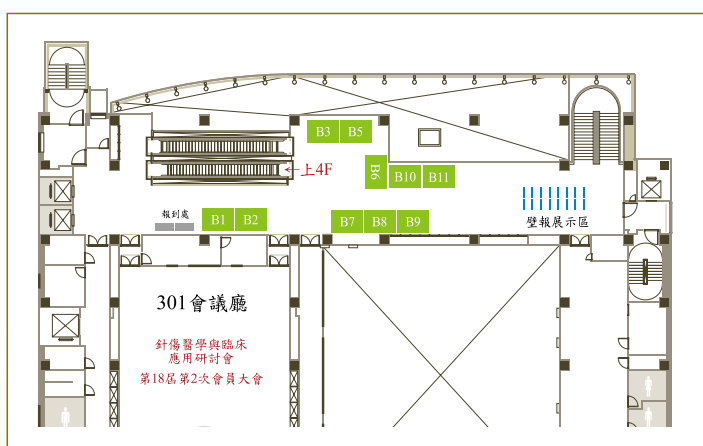 B3 B5
上4F
B6
B10 B11
報到處
B1 B2
B7 B8 B9
壁報展示區
301會議廳
針傷醫學與臨床
應用研討會
第18屆第2次會員大會